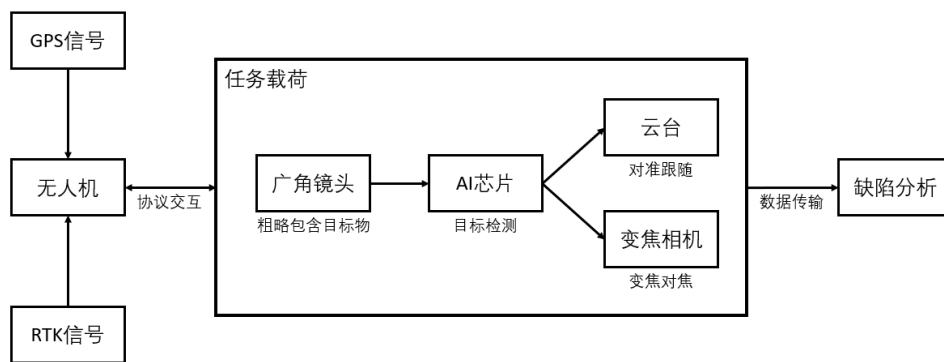 GPS信号
任务载荷
云台
对准跟随
无人机
协议交互
广角镜头
粗略包含目标物
AI芯片
目标检测
变焦相机
变焦对焦
数据传输
缺陷分析
RTK信号